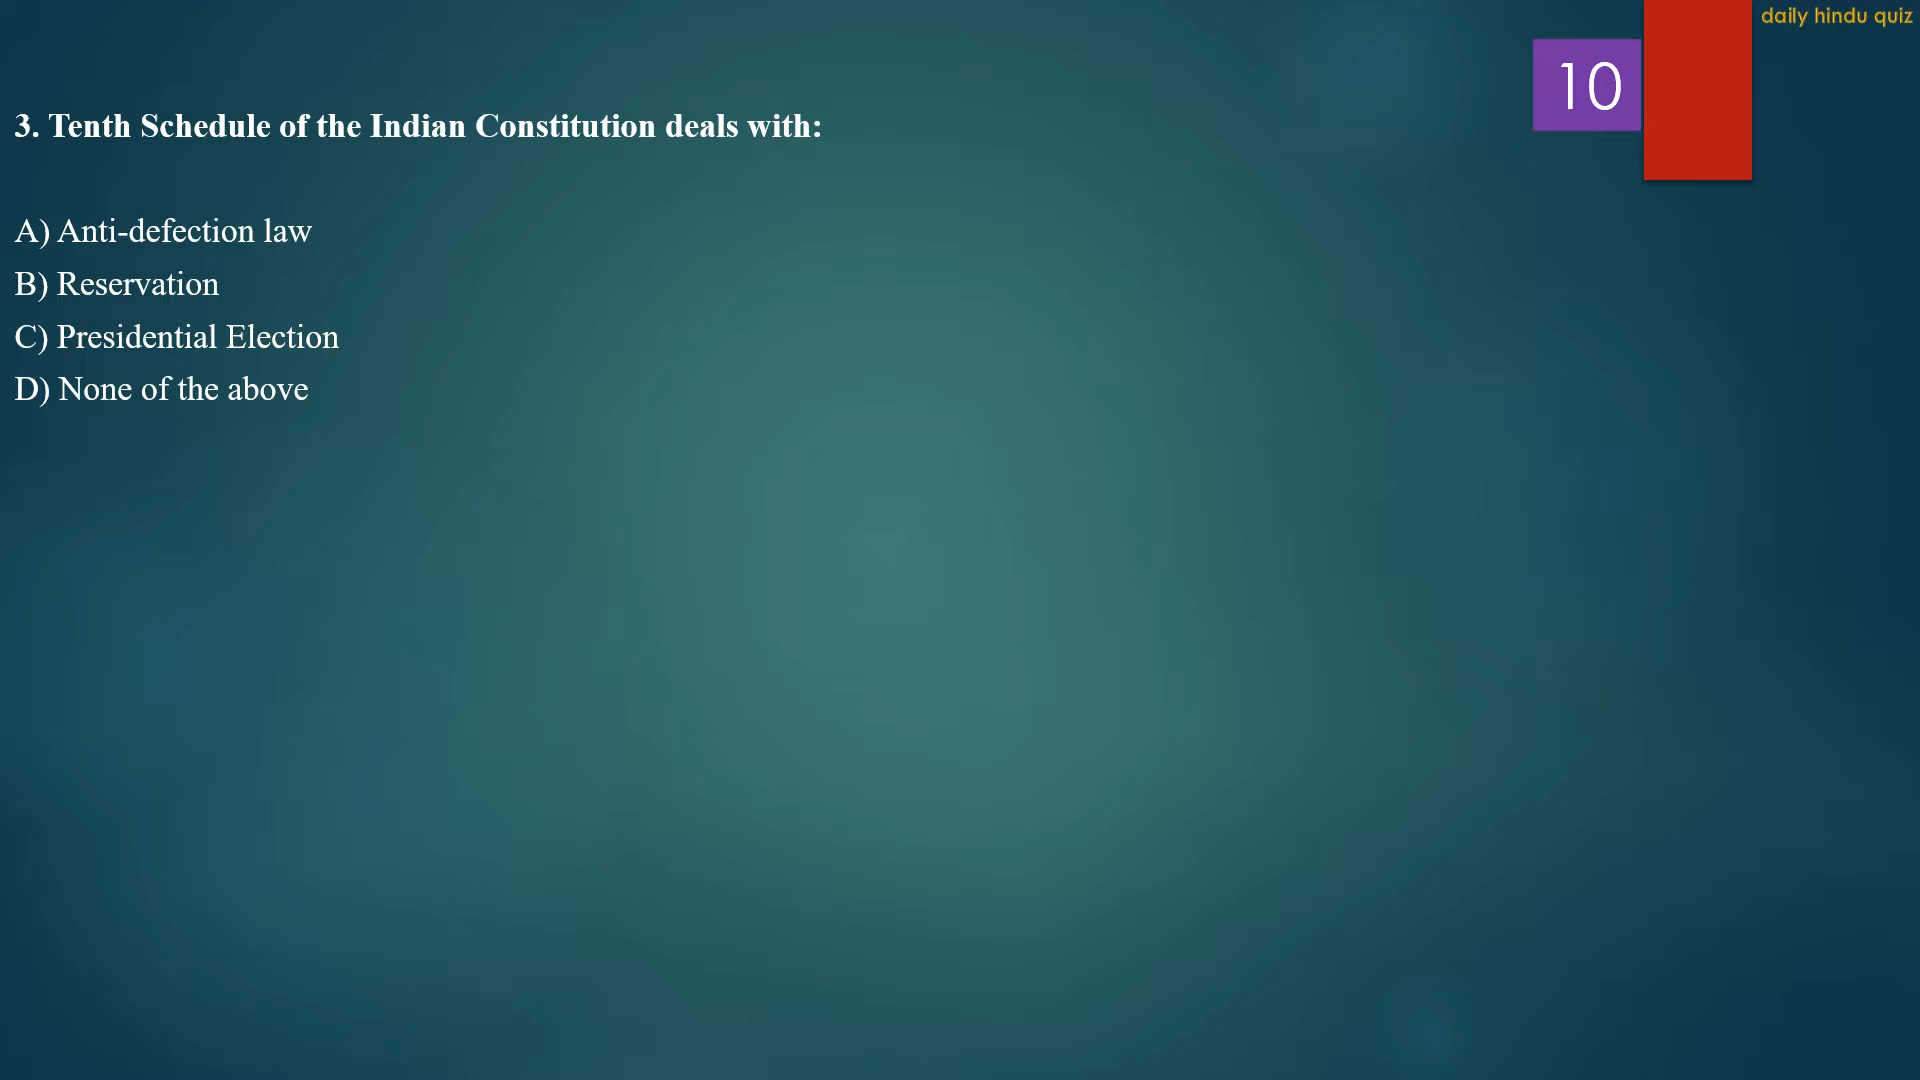 daily hindu quiz
10
3. Tenth Schedule of the Indian Constitution deals with:
A) Anti-defection law
B) Reservation
C) Presidential Election
D) None of the above